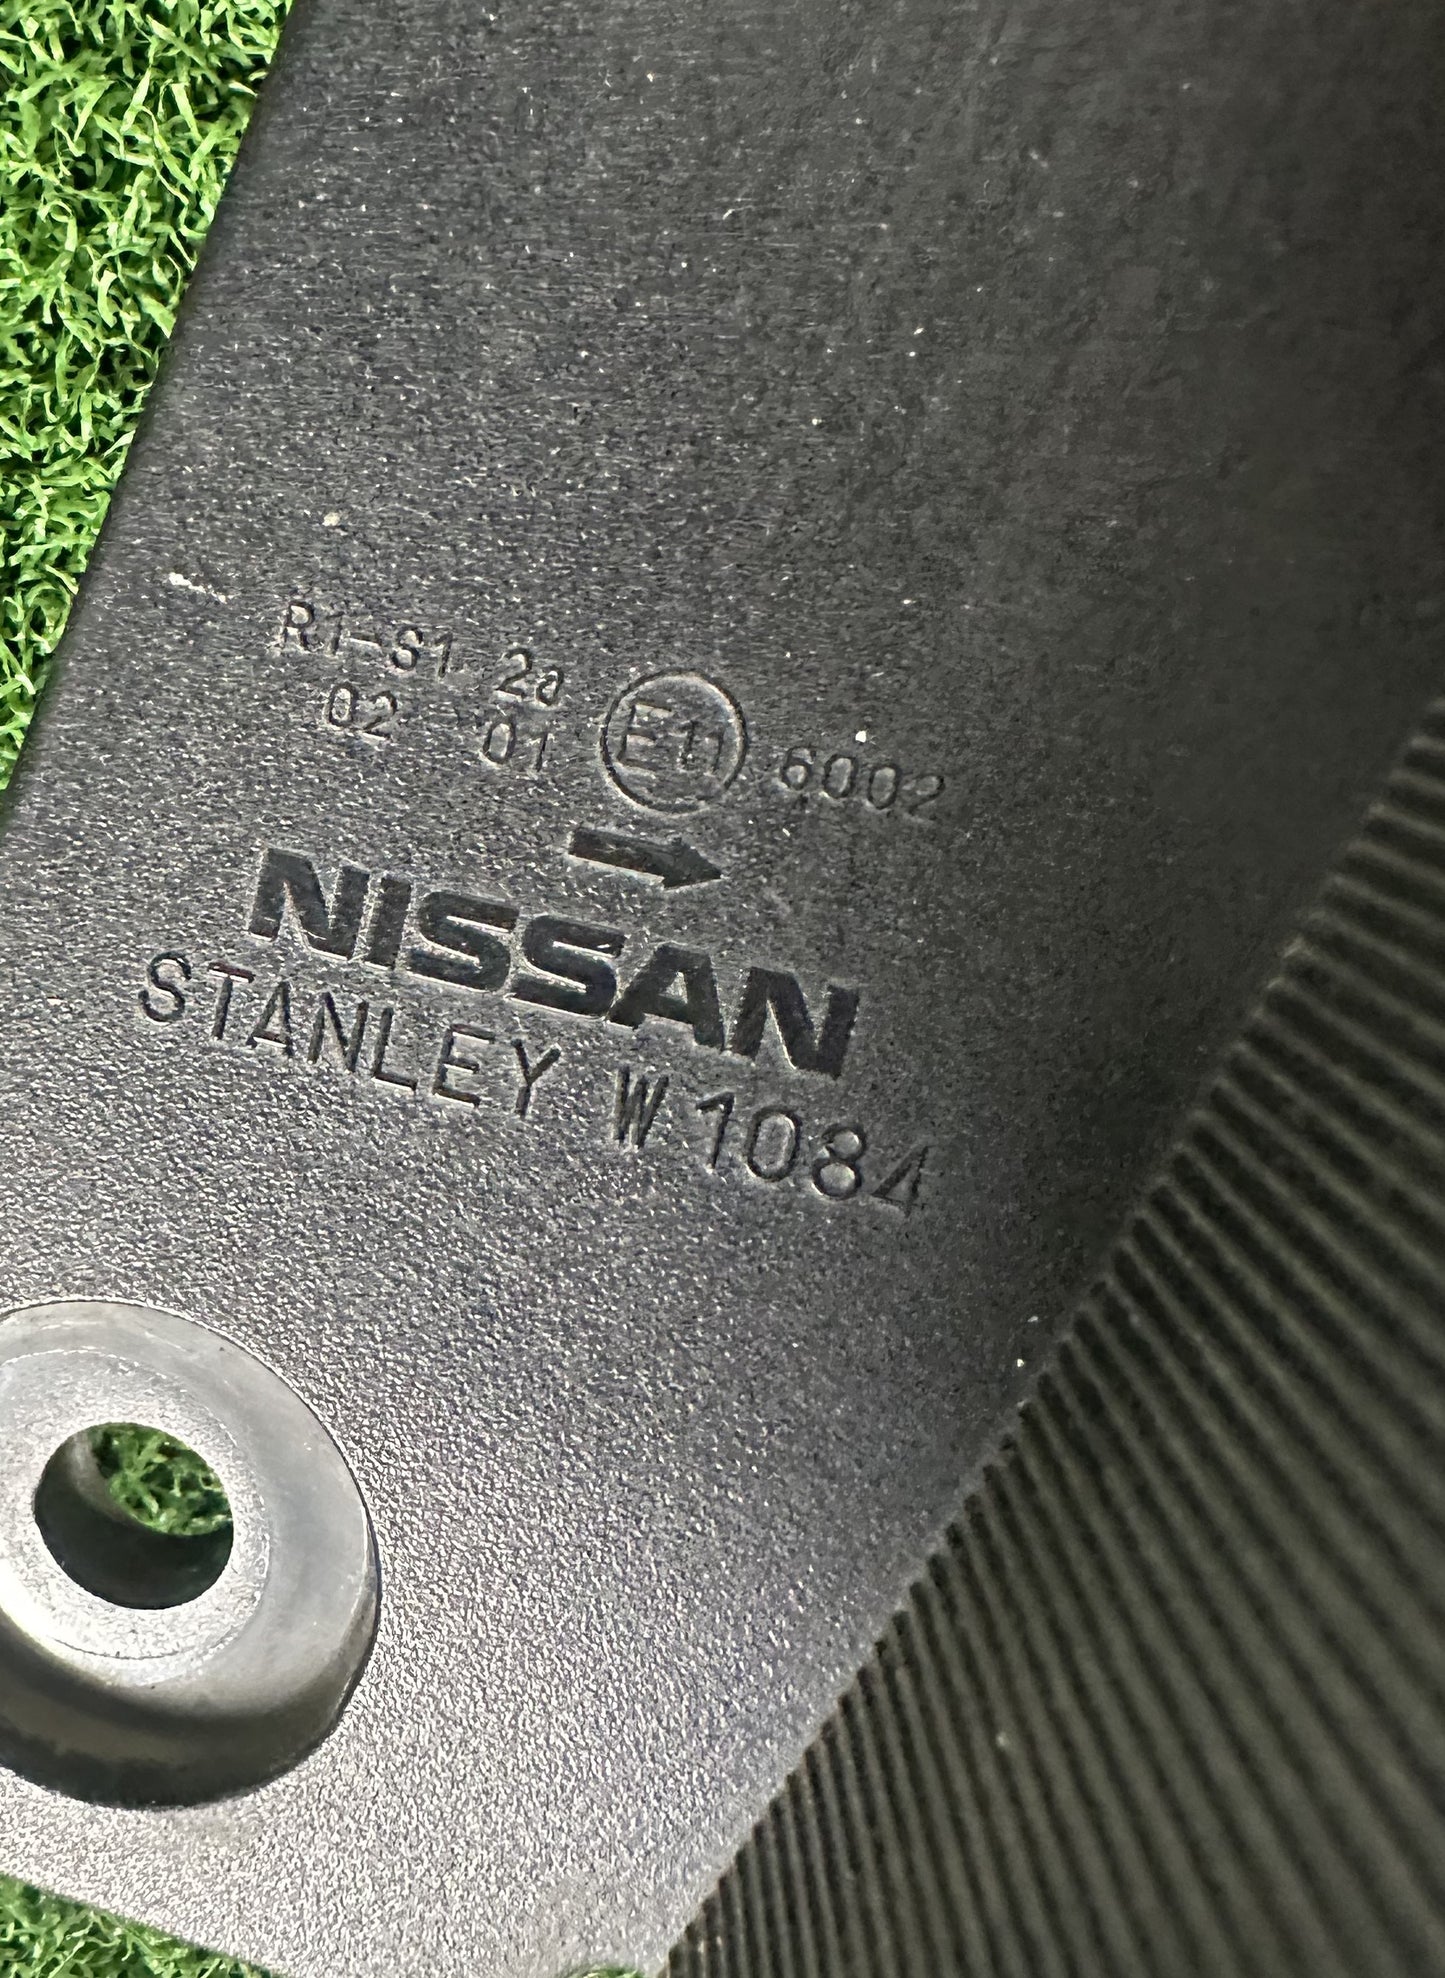 R1-S1 2a
02 01 E11 6002
NISSAN
STANLEY W1084